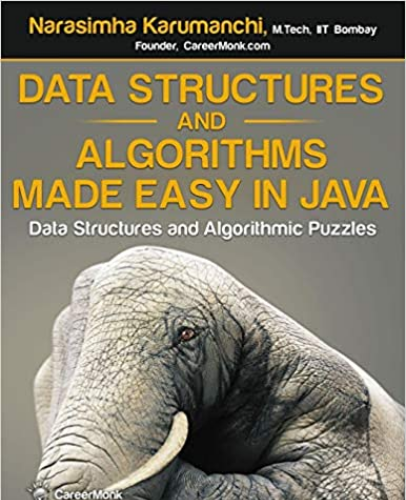 Narasimha Karumanchi, M.Tech, IIT Bombay
Founder, CareerMonk.com
DATA STRUCTURES
AND
ALGORITHMS
MADE EASY IN JAVA
Data Structures and Algorithmic Puzzles
CareerMonk